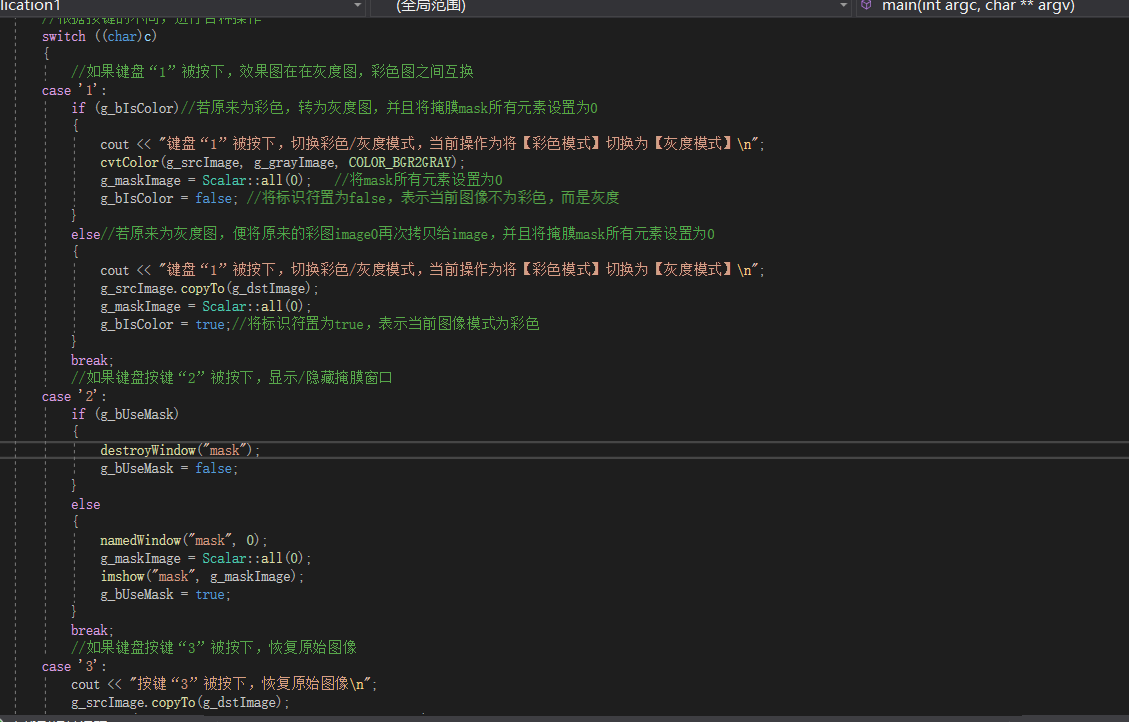 lication1 (全局范围) main(int argc, char ** argv)
//根据按键的不同，进行各种操作
switch ((char)c)
{
//如果键盘“1”被按下，效果图在在灰度图，彩色图之间互换
case '1':
if (g_bIsColor)//若原来为彩色，转为灰度图，并且将掩膜mask所有元素设置为0
{
cout << "键盘“1”被按下，切换彩色/灰度模式，当前操作为将【彩色模式】切换为【灰度模式】\n";
cvtColor(g_srcImage, g_grayImage, COLOR_BGR2GRAY);
g_maskImage = Scalar::all(0); //将mask所有元素设置为0
g_bIsColor = false; //将标识符置为false，表示当前图像不为彩色，而是灰度
}
else//若原来为灰度图，便将原来的彩图image0再次拷贝给image，并且将掩膜mask所有元素设置为0
{
cout << "键盘“1”被按下，切换彩色/灰度模式，当前操作为将【彩色模式】切换为【灰度模式】\n";
g_srcImage.copyTo(g_dstImage);
g_maskImage = Scalar::all(0);
g_bIsColor = true;//将标识符置为true，表示当前图像模式为彩色
}
break;
//如果键盘按键“2”被按下，显示/隐藏掩膜窗口
case '2':
if (g_bUseMask)
{
destroyWindow("mask");
g_bUseMask = false;
}
else
{
namedWindow("mask", 0);
g_maskImage = Scalar::all(0);
imshow("mask", g_maskImage);
g_bUseMask = true;
}
break;
//如果键盘按键“3”被按下，恢复原始图像
case '3':
cout << "按键“3”被按下，恢复原始图像\n";
g_srcImage.copyTo(g_dstImage);